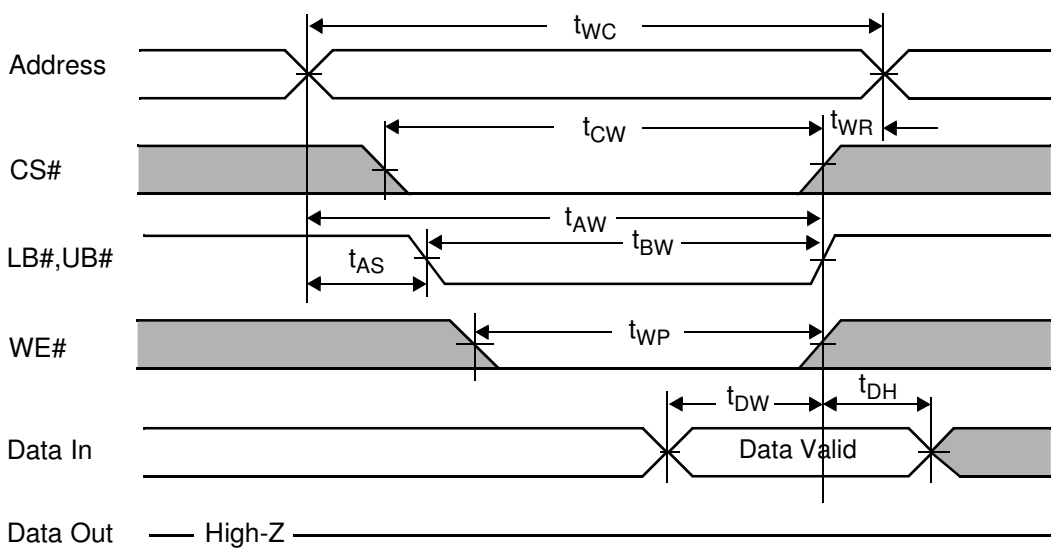 tWC
Address
tCW
tWR
CS#
tAW
tBW
LB#,UB#
tAS
tWP
WE#
tDW
tDH
Data In
Data Valid
Data Out
High-Z